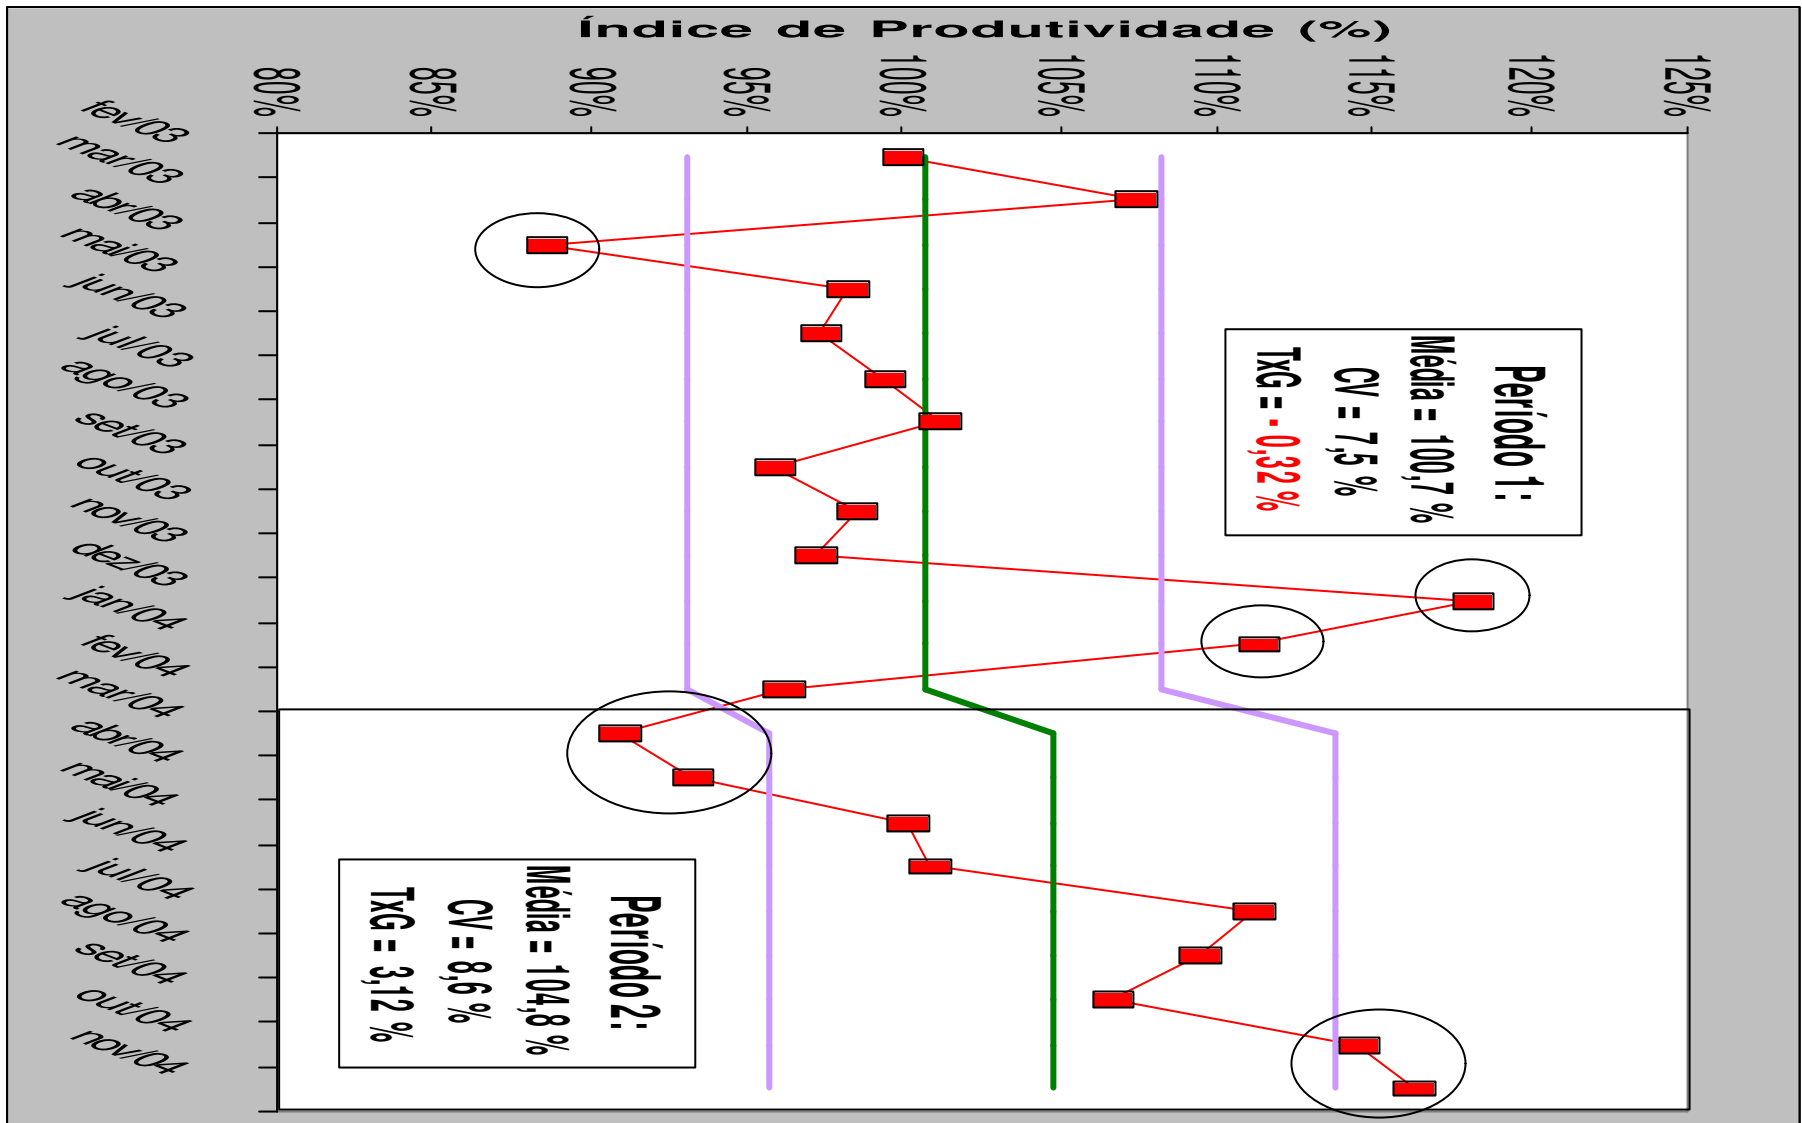 Índice de Produtividade (%)
80%
85%
90%
95%
100%
105%
110%
115%
120%
125%
fev/03
mar/03
abr/03
mai/03
jun/03
jul/03
ago/03
set/03
out/03
nov/03
dez/03
jan/04
fev/04
mar/04
abr/04
mai/04
jun/04
jul/04
ago/04
set/04
out/04
nov/04
Período 1:
Média = 100,7 %
CV = 7,5 %
TxG = - 0,32 %
Período 2:
Média = 104,8 %
CV = 8,6 %
TxG = 3,12 %